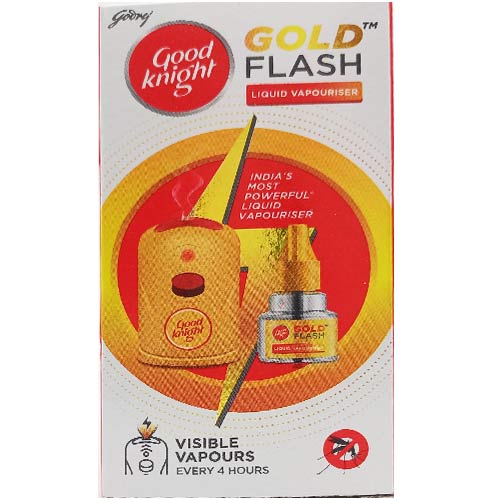 Godrej
Good
knight
GOLD™
FLASH
LIQUID VAPOURISER
INDIA'S
MOST
POWERFUL*
LIQUID
VAPOURISER
Good
knight
GOLD
FLASH
LIQUID VAPOURISER
VISIBLE
VAPOURS
EVERY 4 HOURS